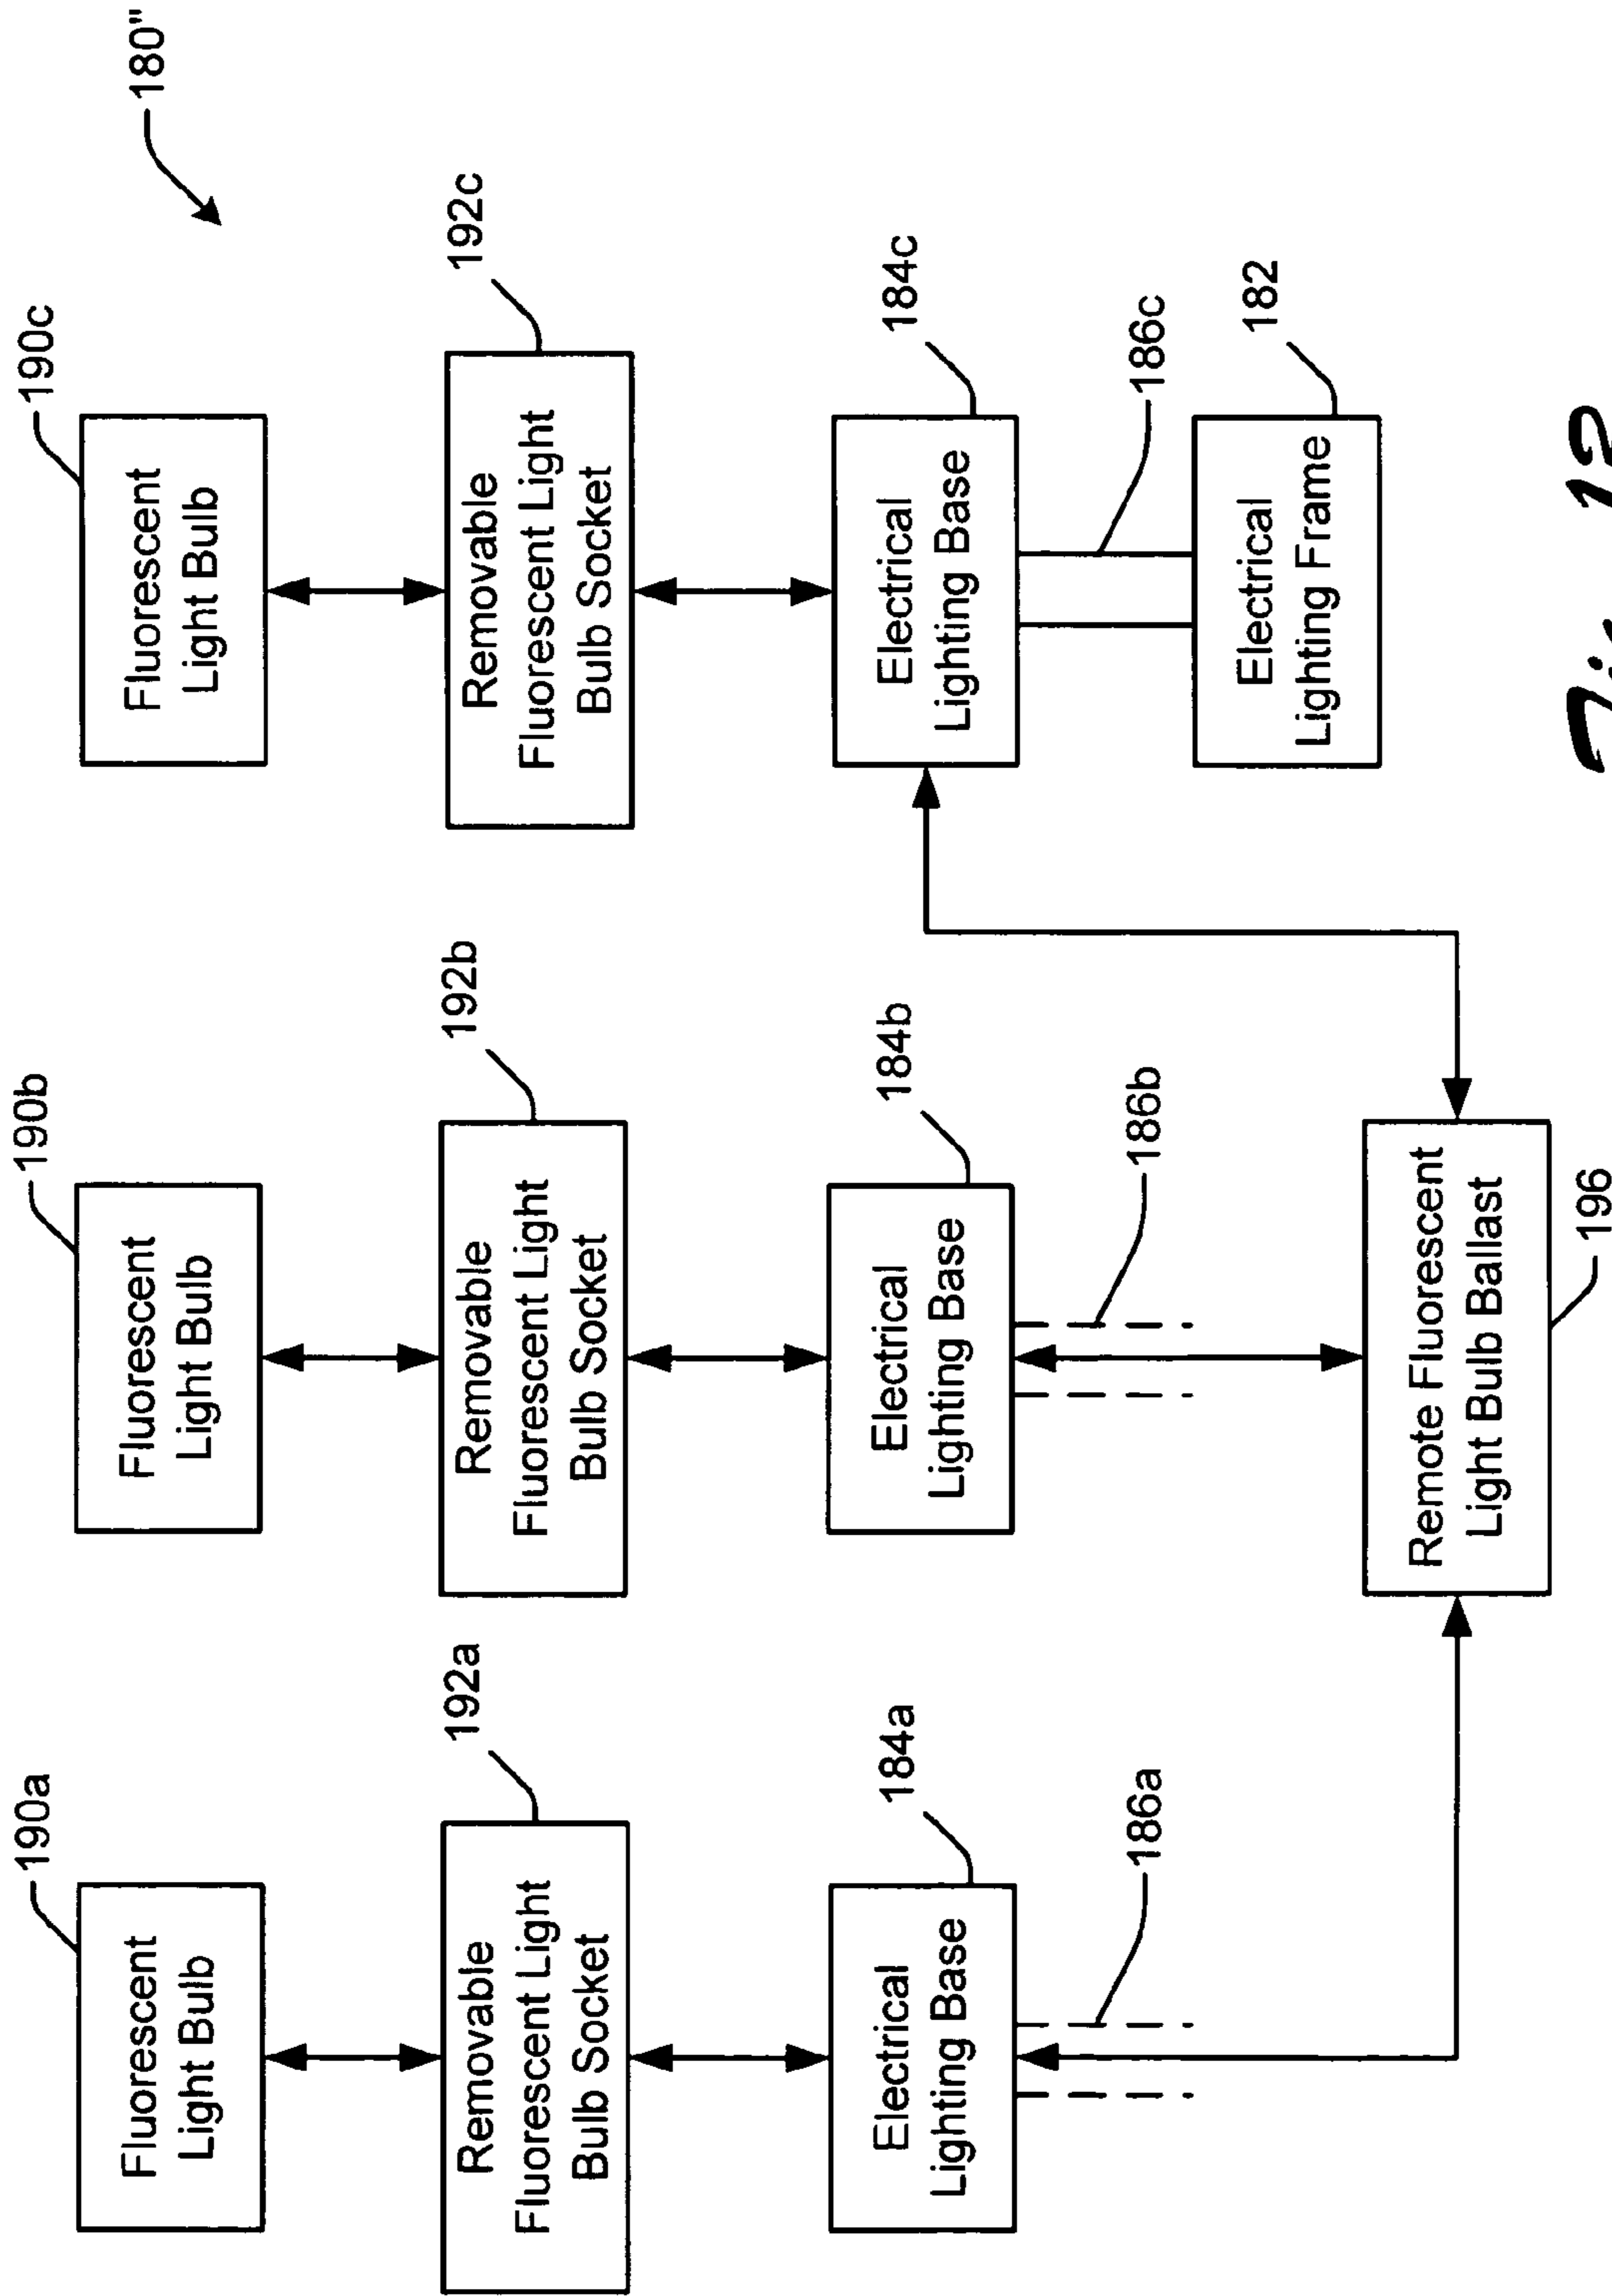 180"
190a
Fluorescent
Light Bulb
190b
Fluorescent
Light Bulb
190c
Fluorescent
Light Bulb
192a
Removable
Fluorescent Light
Bulb Socket
192b
Removable
Fluorescent Light
Bulb Socket
192c
Removable
Fluorescent Light
Bulb Socket
184a
Electrical
Lighting Base
184b
Electrical
Lighting Base
184c
Electrical
Lighting Base
186a
186b
186c
182
Electrical
Lighting Frame
Remote Fluorescent
Light Bulb Ballast
196
12